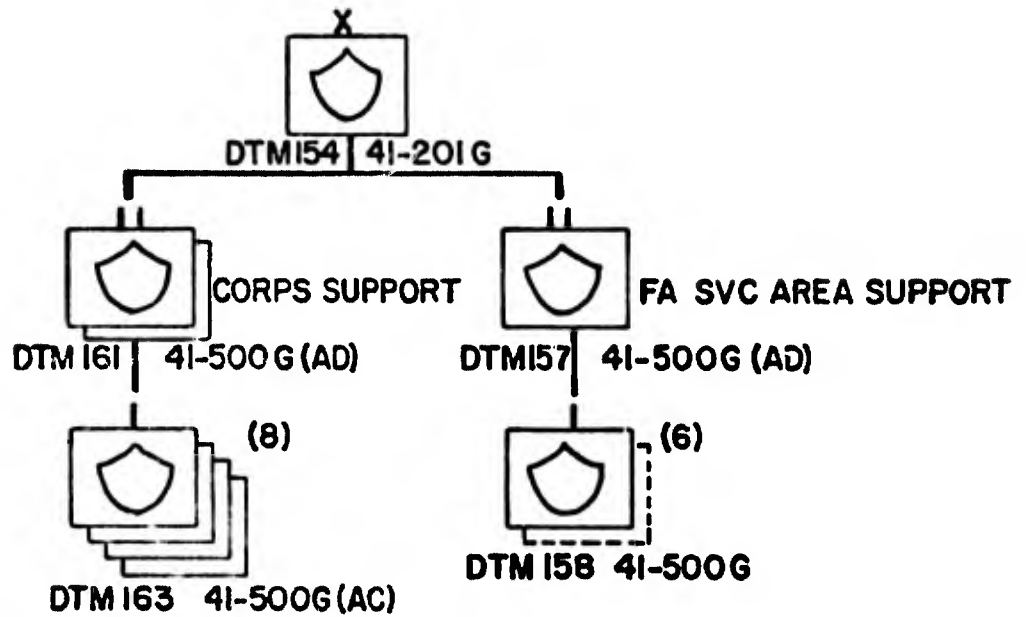 X
DTM154 41-201G
CORPS SUPPORT
FA SVC AREA SUPPORT
DTM 161 41-500G (AD)
DTM157 41-500G (AD)
(8)
(6)
DTM 158 41-500G
DTM 163 41-500G(AC)